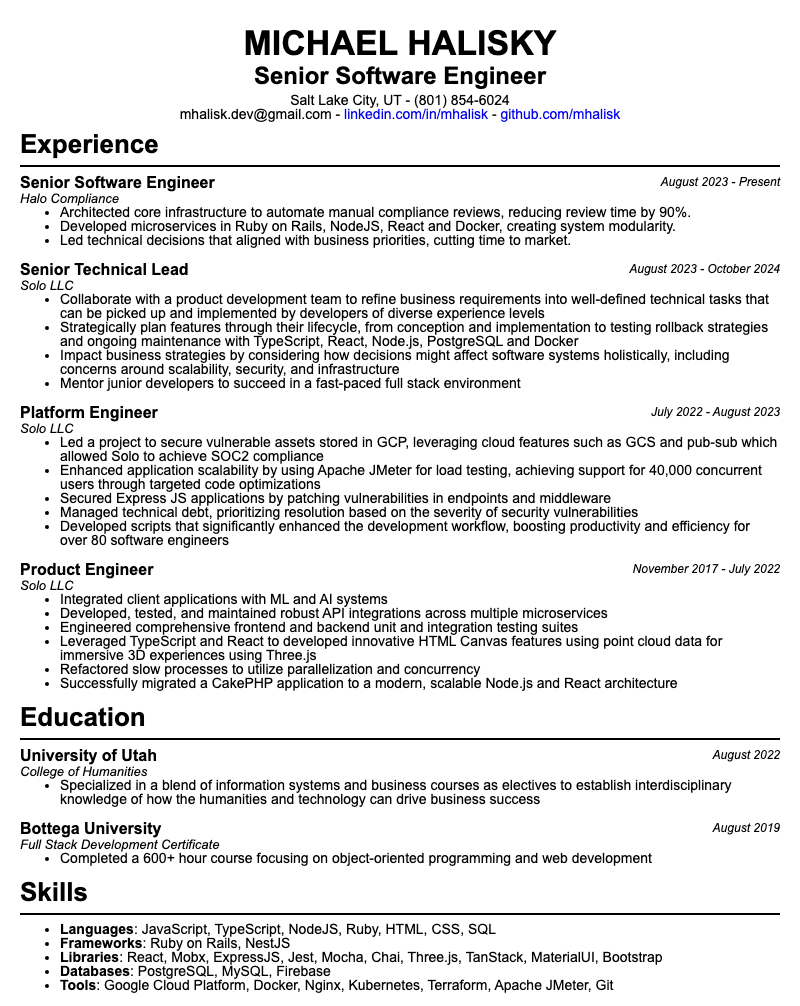 MICHAEL HALISKY
Senior Software Engineer
Salt Lake City, UT - (801) 854-6024
mhalisk.dev@gmail.com - linkedin.com/in/mhalisk - github.com/mhalisk
Experience
Senior Software Engineer August 2023 - Present
Halo Compliance
• Architected core infrastructure to automate manual compliance reviews, reducing review time by 90%.
• Developed microservices in Ruby on Rails, NodeJS, React and Docker, creating system modularity.
• Led technical decisions that aligned with business priorities, cutting time to market.
Senior Technical Lead August 2023 - October 2024
Solo LLC
• Collaborate with a product development team to refine business requirements into well-defined technical tasks that
can be picked up and implemented by developers of diverse experience levels
• Strategically plan features through their lifecycle, from conception and implementation to testing rollback strategies
and ongoing maintenance with TypeScript, React, Node.js, PostgreSQL and Docker
• Impact business strategies by considering how decisions might affect software systems holistically, including
concerns around scalability, security, and infrastructure
• Mentor junior developers to succeed in a fast-paced full stack environment
Platform Engineer July 2022 - August 2023
Solo LLC
• Led a project to secure vulnerable assets stored in GCP, leveraging cloud features such as GCS and pub-sub which
allowed Solo to achieve SOC2 compliance
• Enhanced application scalability by using Apache JMeter for load testing, achieving support for 40,000 concurrent
users through targeted code optimizations
• Secured Express JS applications by patching vulnerabilities in endpoints and middleware
• Managed technical debt, prioritizing resolution based on the severity of security vulnerabilities
• Developed scripts that significantly enhanced the development workflow, boosting productivity and efficiency for
over 80 software engineers
Product Engineer November 2017 - July 2022
Solo LLC
• Integrated client applications with ML and AI systems
• Developed, tested, and maintained robust API integrations across multiple microservices
• Engineered comprehensive frontend and backend unit and integration testing suites
• Leveraged TypeScript and React to developed innovative HTML Canvas features using point cloud data for
immersive 3D experiences using Three.js
• Refactored slow processes to utilize parallelization and concurrency
• Successfully migrated a CakePHP application to a modern, scalable Node.js and React architecture
Education
University of Utah August 2022
College of Humanities
• Specialized in a blend of information systems and business courses as electives to establish interdisciplinary
knowledge of how the humanities and technology can drive business success
Bottega University August 2019
Full Stack Development Certificate
• Completed a 600+ hour course focusing on object-oriented programming and web development
Skills
• Languages: JavaScript, TypeScript, NodeJS, Ruby, HTML, CSS, SQL
• Frameworks: Ruby on Rails, NestJS
• Libraries: React, Mobx, ExpressJS, Jest, Mocha, Chai, Three.js, TanStack, MaterialUI, Bootstrap
• Databases: PostgreSQL, MySQL, Firebase
• Tools: Google Cloud Platform, Docker, Nginx, Kubernetes, Terraform, Apache JMeter, Git